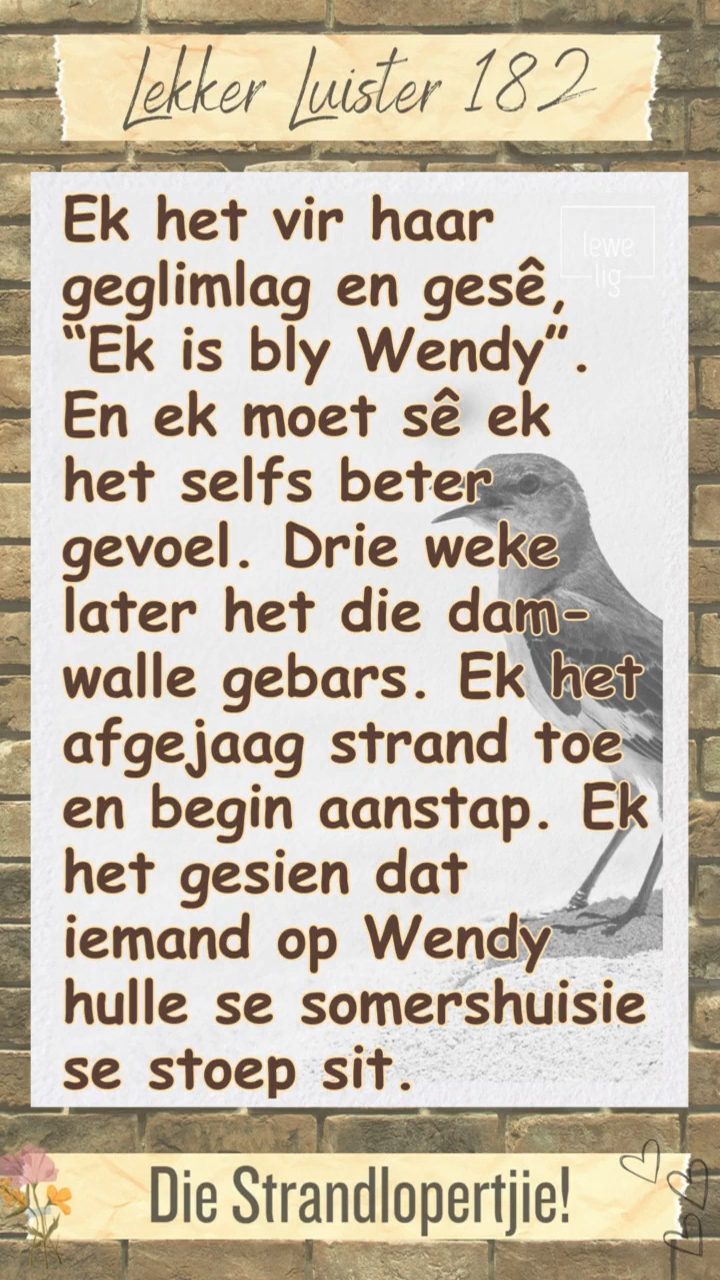 Lekker Luister 182
lewe
lig
Ek het vir haar
geglimlag en gesê,
“Ek is bly Wendy”.
En ek moet sê ek
het selfs beter
gevoel. Drie weke
later het die dam-
walle gebars. Ek het
afgejaag strand toe
en begin aanstap. Ek
het gesien dat
iemand op Wendy
hulle se somershuisie
se stoep sit.
Die Strandlopertjie!